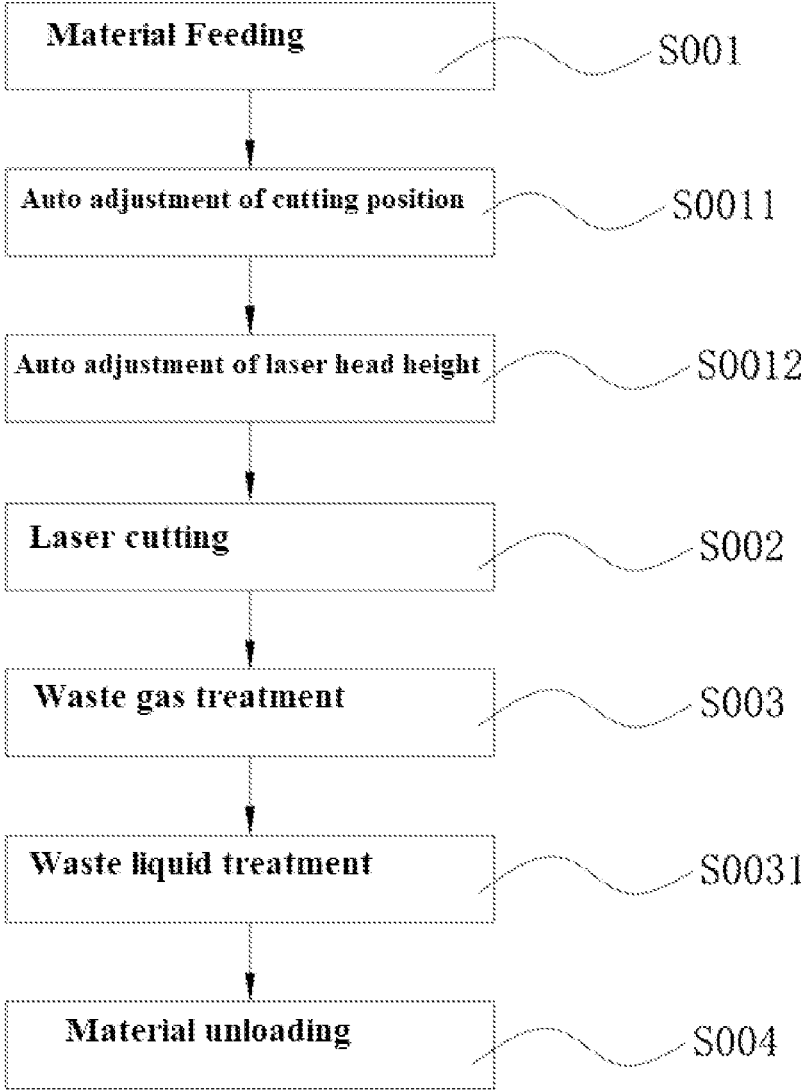 Material Feeding
S001
Auto adjustment of cutting position
S0011
Auto adjustment of laser head height
S0012
Laser cutting
S002
Waste gas treatment
S003
Waste liquid treatment
S0031
Material unloading
S004